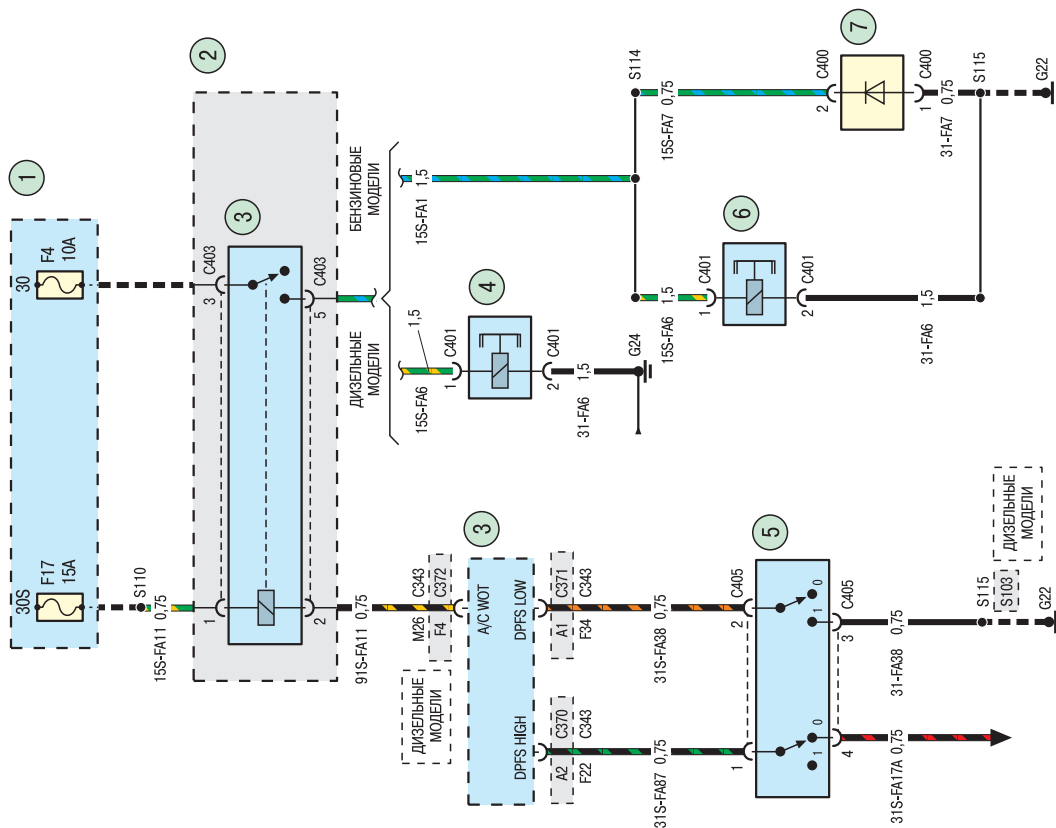 1
30S
F17
15A
30
F4
10A
S110
15S-FA11 0,75
2
3
1
3
C403
2
5
C403
91S-FA11 0,75
ДИЗЕЛЬНЫЕ
МОДЕЛИ
БЕНЗИНОВЫЕ
МОДЕЛИ
15S-FA6
1,5
15S-FA1 1,5
4
1
C401
2
C401
31-FA6 1,5
G24
S114
15S-FA6 1,5
1
C401
6
2
C401
31-FA6 1,5
15S-FA7 0,75
2
C400
7
1
C400
31-FA7 0,75
S115
G22
ДИЗЕЛЬНЫЕ
МОДЕЛИ
M26
C343
F4
C372
3
A/C WOT
DPFS HIGH
DPFS LOW
A2
C370
F22
C343
A1
C371
F34
C343
31S-FA87 0,75
31S-FA38 0,75
1
2
C405
5
1
0
1
0
4
3
C405
31S-FA17A 0,75
31-FA38 0,75
S115
S103
ДИЗЕЛЬНЫЕ
МОДЕЛИ
G22